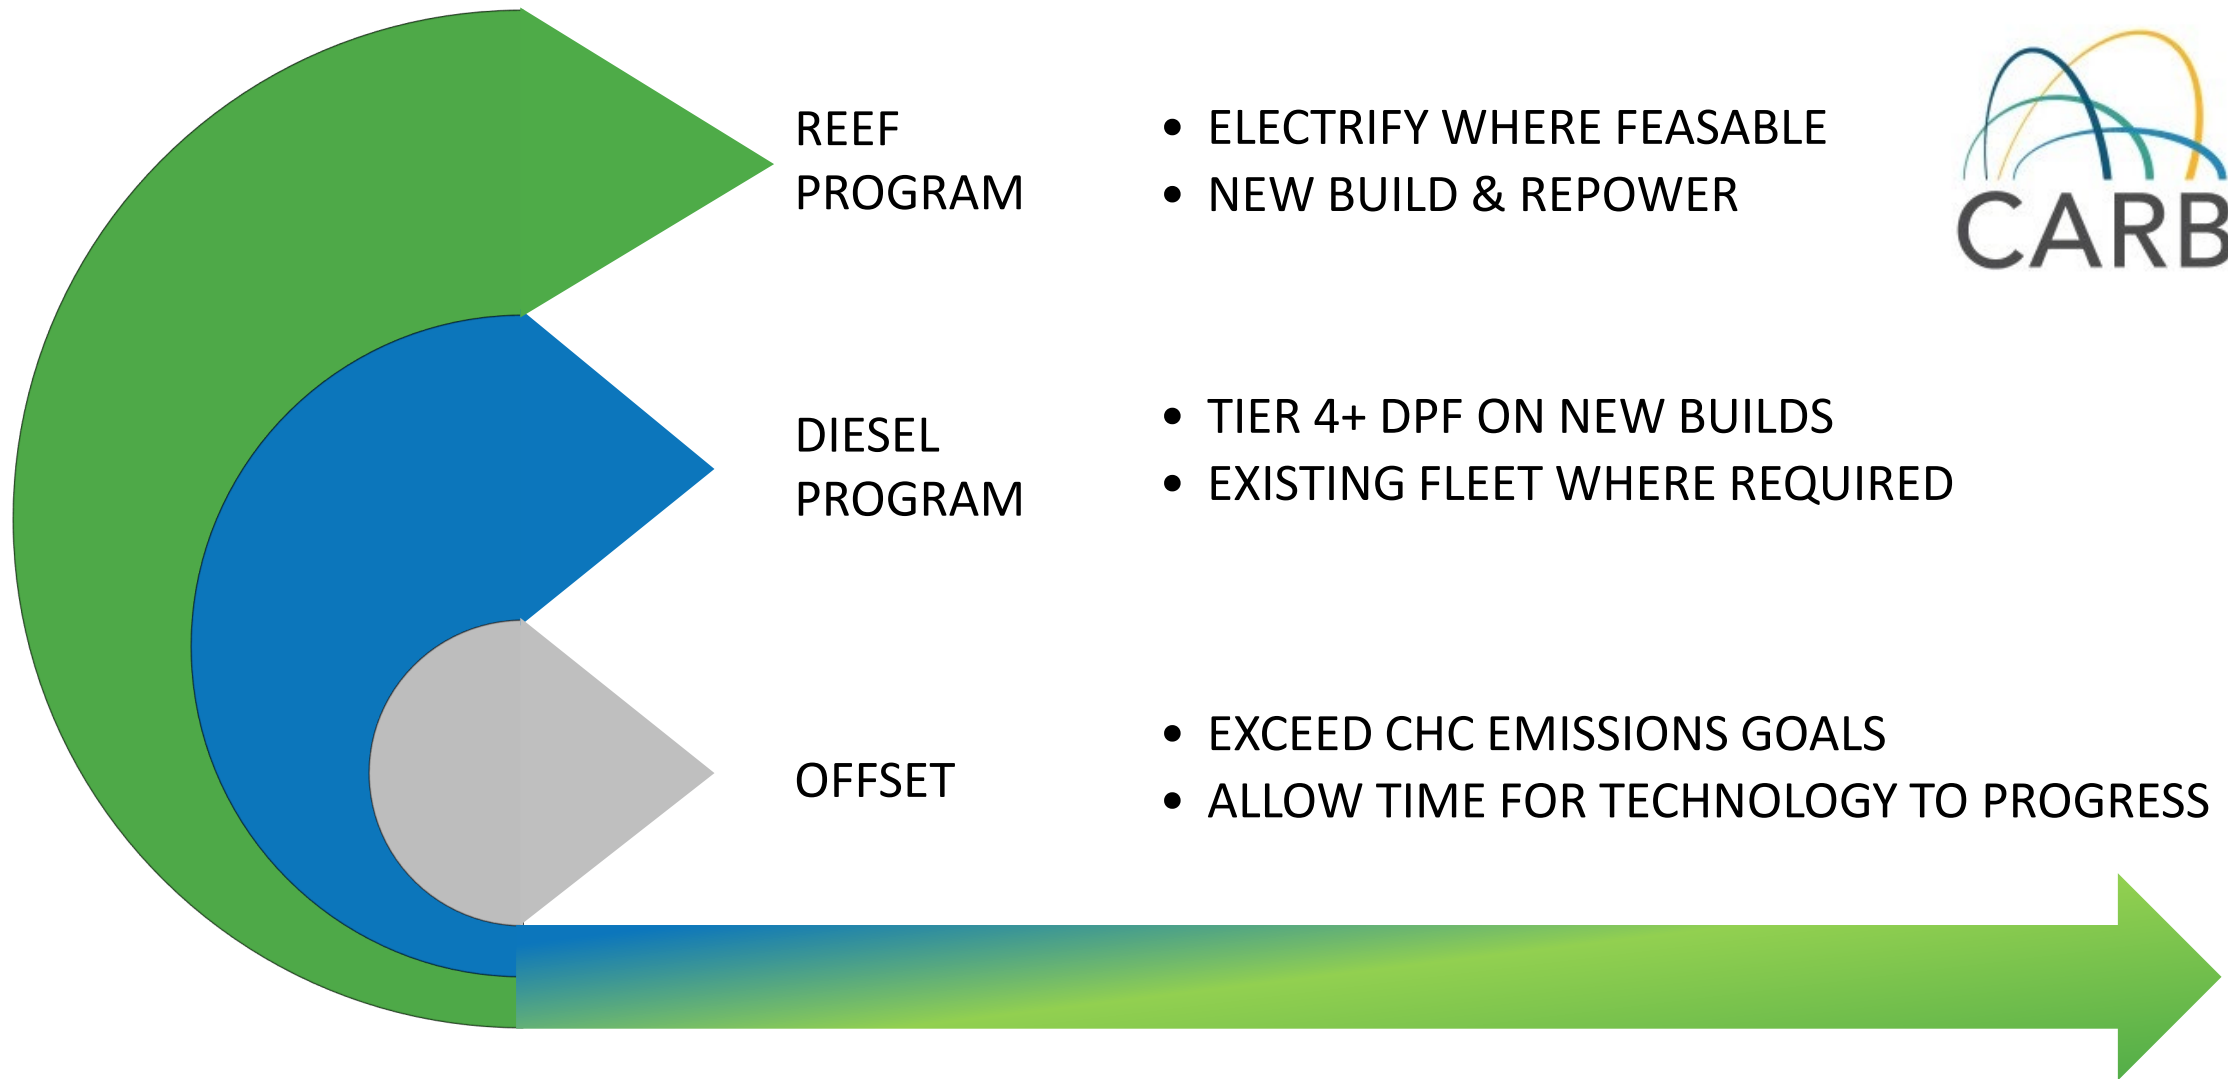 REEF
PROGRAM
• ELECTRIFY WHERE FEASABLE
• NEW BUILD & REPOWER
CARB
DIESEL
PROGRAM
• TIER 4+ DPF ON NEW BUILDS
• EXISTING FLEET WHERE REQUIRED
OFFSET
• EXCEED CHC EMISSIONS GOALS
• ALLOW TIME FOR TECHNOLOGY TO PROGRESS